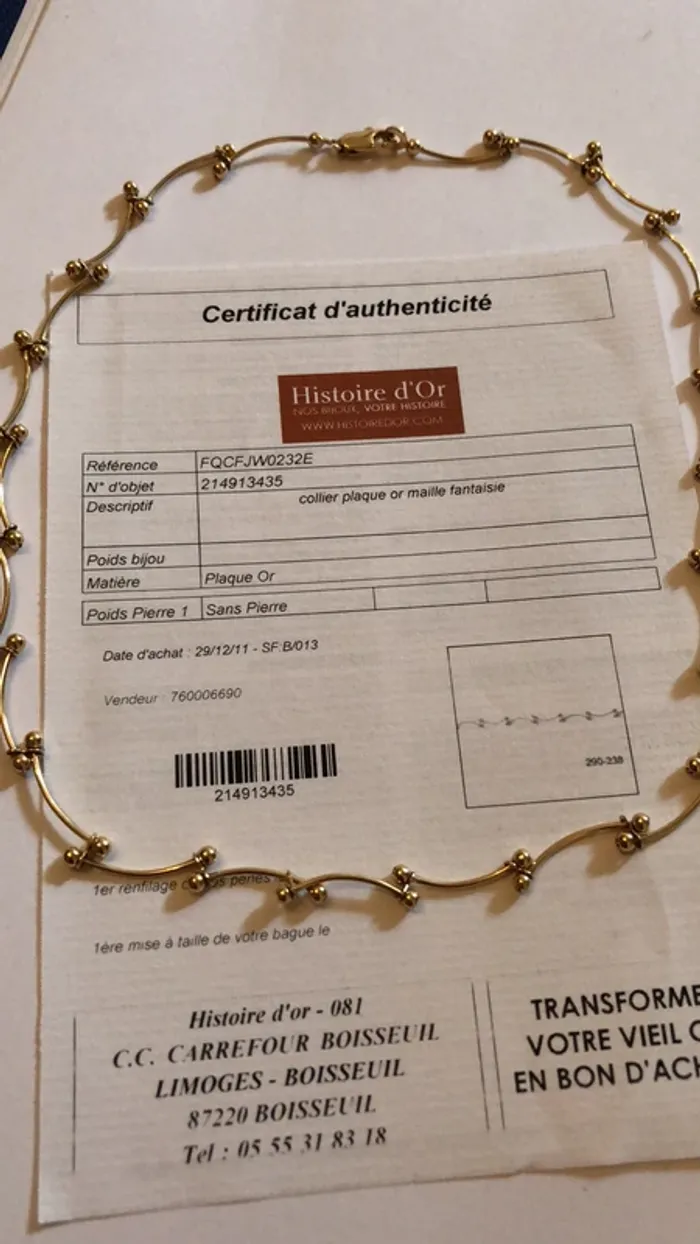 Certificat d'authenticité
Histoire d'Or
NOS BIJOUX, VOTRE HISTOIRE
WWW.HISTOIREDOR.COM
Référence FQCFJW0232E
N° d'objet 214913435
Descriptif collier plaque or maille fantaisie
Poids bijou
Matière Plaque Or
Poids Pierre 1 Sans Pierre
Date d'achat : 29/12/11 - SF:B/013
Vendeur : 760006690
290-238
214913435
1er renfilage perles
1ère mise à taille de votre bague le
Histoire d'or - 081
C.C. CARREFOUR BOISSEUIL
LIMOGES - BOISSEUIL
87220 BOISSEUIL
Tel : 05 55 31 83 18
TRANSFORME
VOTRE VIEIL
EN BON D'ACH